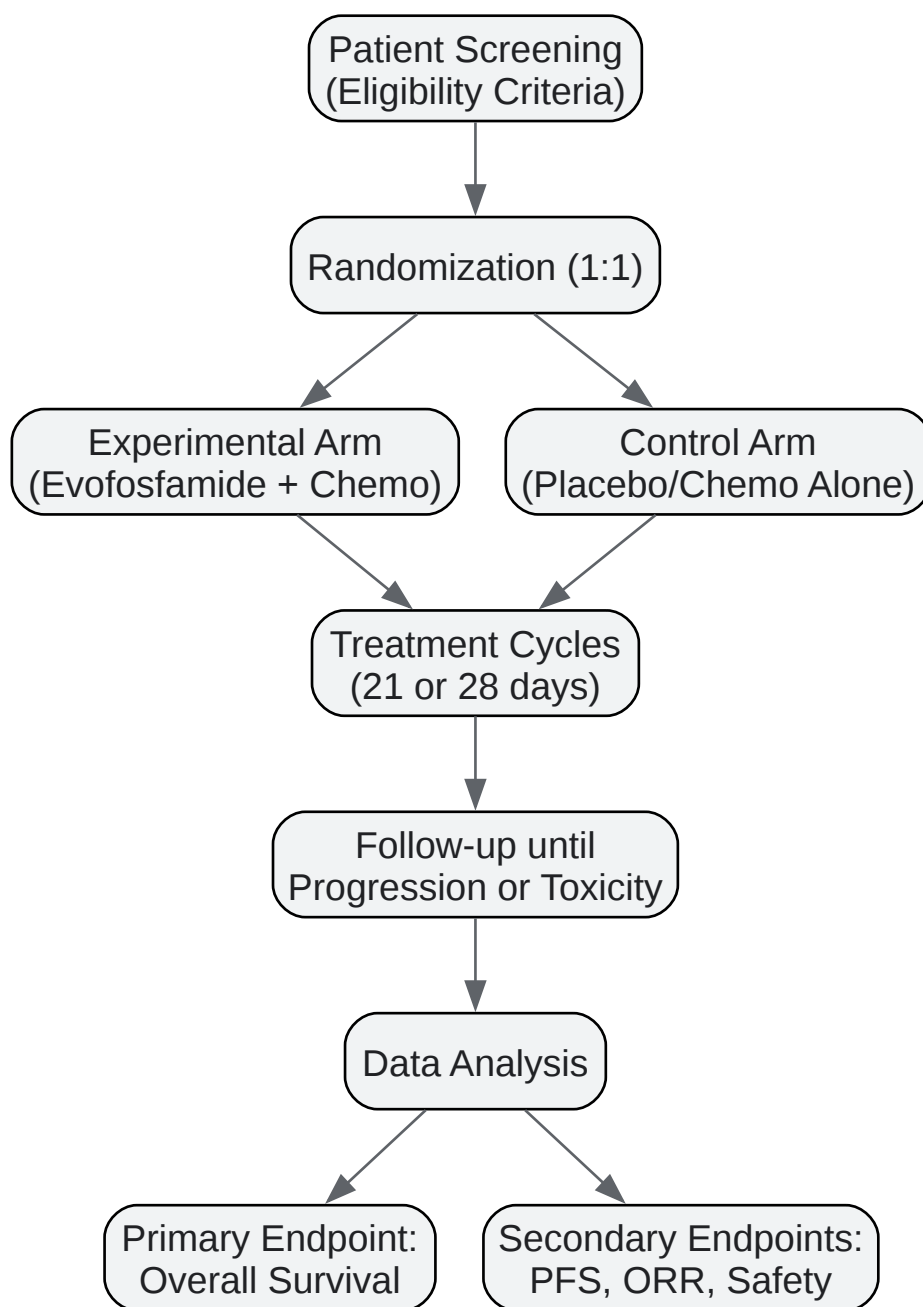 Patient Screening
(Eligibility Criteria)
Randomization (1:1)
Experimental Arm
(Evofosfamide + Chemo)
Control Arm
(Placebo/Chemo Alone)
Treatment Cycles
(21 or 28 days)
Follow-up until
Progression or Toxicity
Data Analysis
Primary Endpoint:
Overall Survival
Secondary Endpoints:
PFS, ORR, Safety